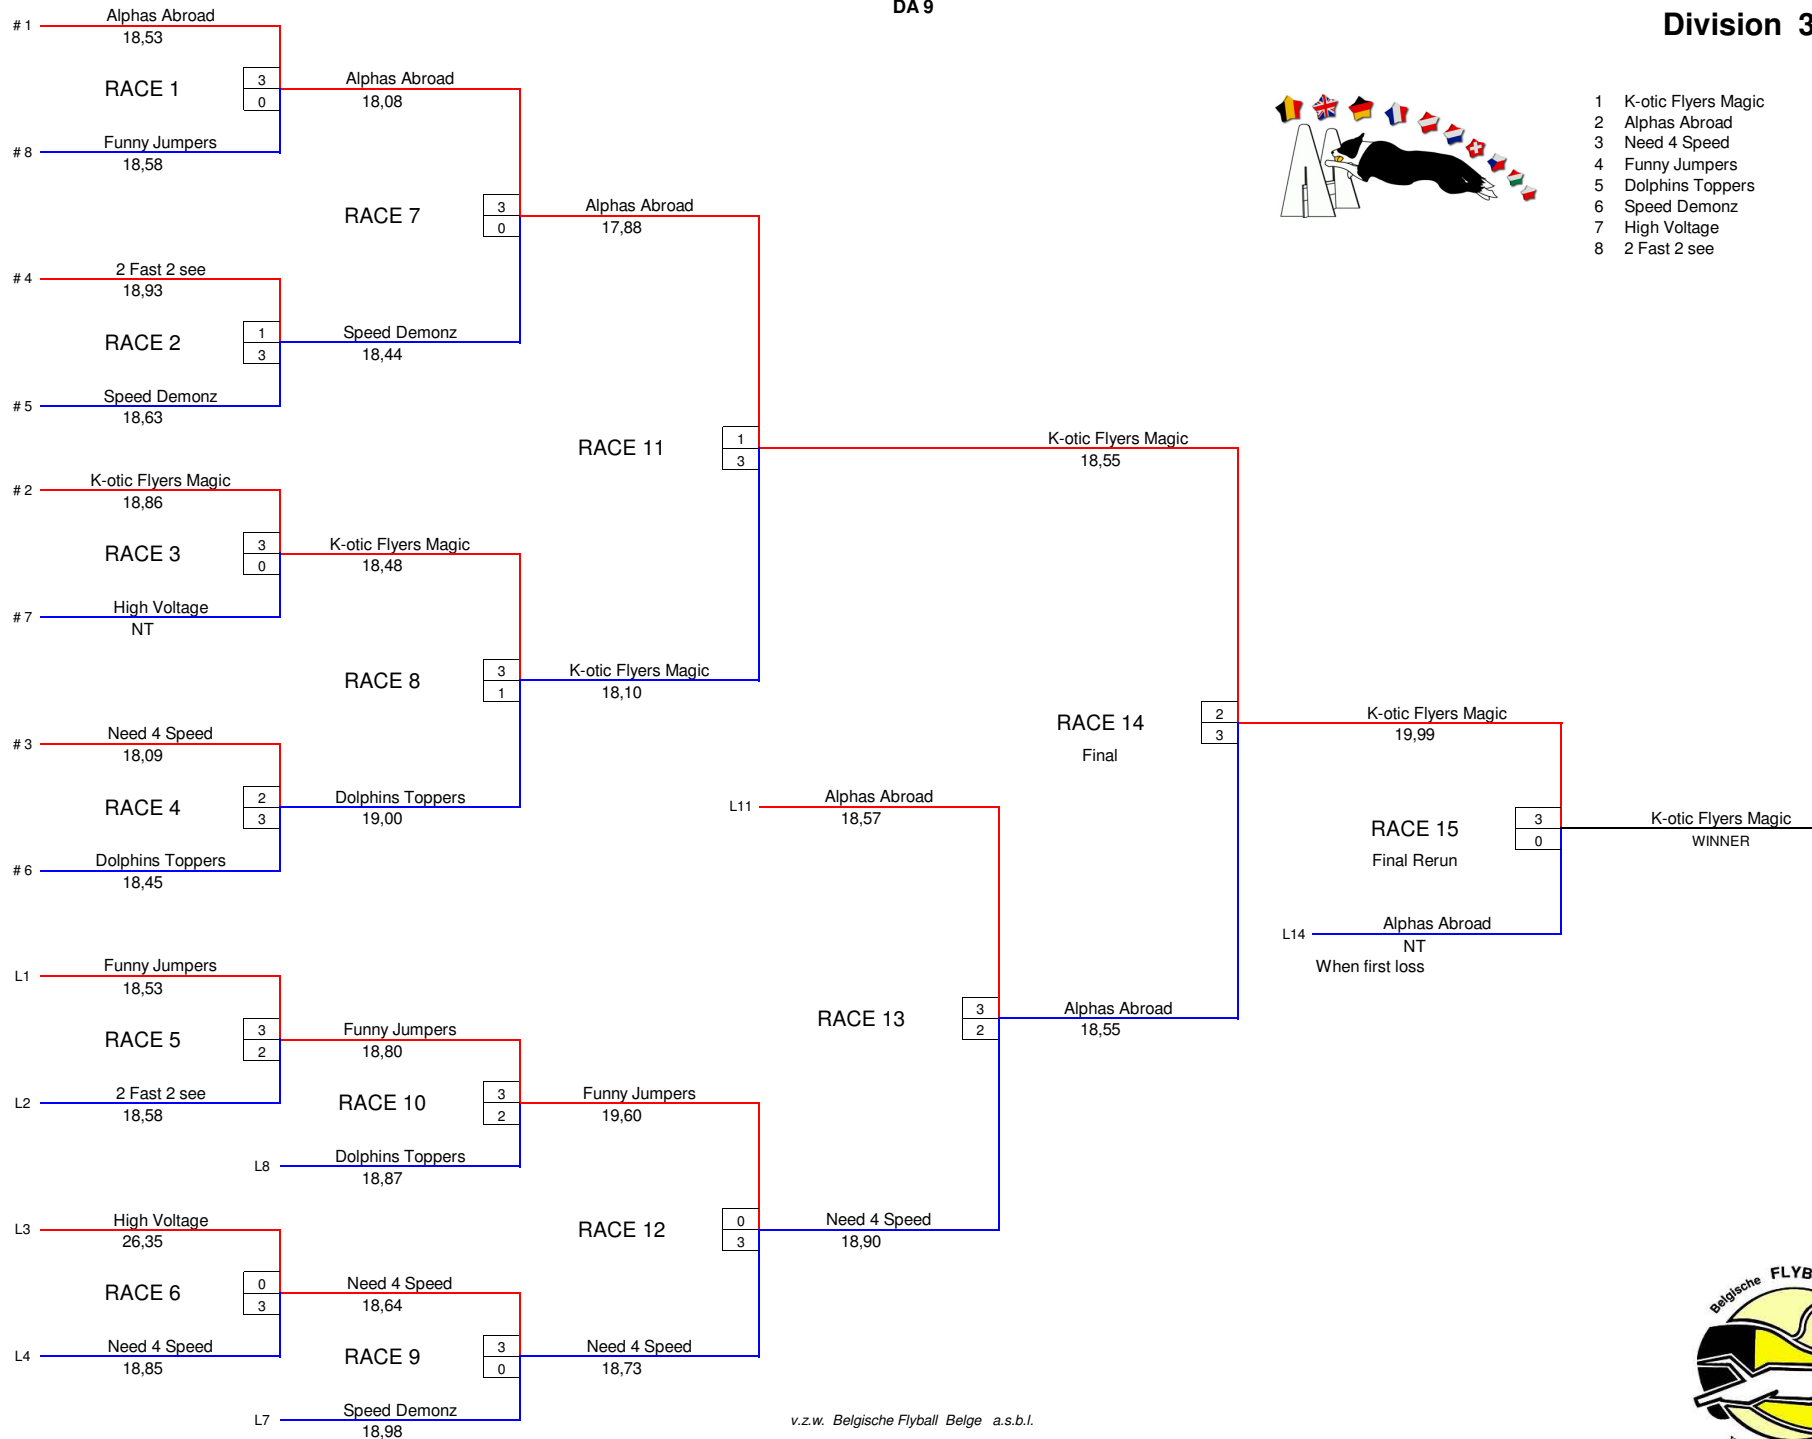 DA 9
Division 3
1 K-otic Flyers Magic
2 Alphas Abroad
3 Need 4 Speed
4 Funny Jumpers
5 Dolphins Toppers
6 Speed Demonz
7 High Voltage
8 2 Fast 2 see
# 1 Alphas Abroad
18,53
RACE 1
3
0
# 8 Funny Jumpers
18,58
Alphas Abroad
18,08
RACE 7
3
0
# 4 2 Fast 2 see
18,93
RACE 2
1
3
# 5 Speed Demonz
18,63
Speed Demonz
18,44
Alphas Abroad
17,88
RACE 11
1
3
# 2 K-otic Flyers Magic
18,86
RACE 3
3
0
# 7 High Voltage
NT
K-otic Flyers Magic
18,48
RACE 8
3
1
# 3 Need 4 Speed
18,09
RACE 4
2
3
# 6 Dolphins Toppers
18,45
Dolphins Toppers
19,00
K-otic Flyers Magic
18,10
K-otic Flyers Magic
18,55
RACE 14
Final
2
3
K-otic Flyers Magic
19,99
RACE 15
Final Rerun
3
0
K-otic Flyers Magic
WINNER
L14 Alphas Abroad
NT
When first loss
L11 Alphas Abroad
18,57
RACE 13
3
2
Alphas Abroad
18,55
L1 Funny Jumpers
18,53
RACE 5
3
2
L2 2 Fast 2 see
18,58
Funny Jumpers
18,80
RACE 10
3
2
L8 Dolphins Toppers
18,87
Funny Jumpers
19,60
RACE 12
0
3
Need 4 Speed
18,90
L3 High Voltage
26,35
RACE 6
0
3
L4 Need 4 Speed
18,85
Need 4 Speed
18,64
RACE 9
3
0
L7 Speed Demonz
18,98
Need 4 Speed
18,73
v.z.w. Belgische Flyball Belge a.s.b.l.
Belgische FLYB